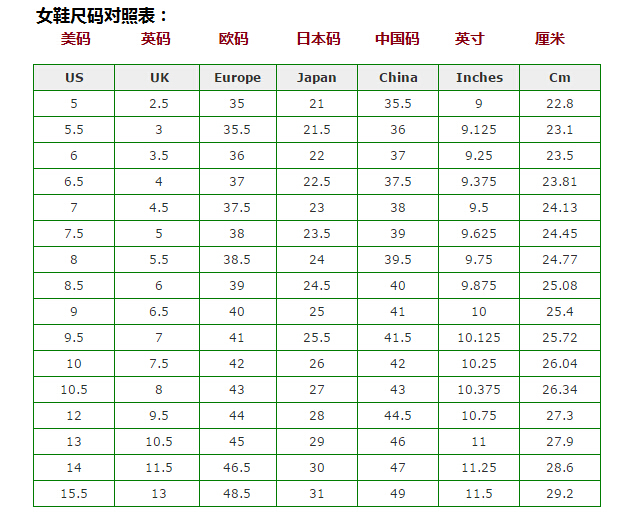 女鞋尺码对照表：
美码 英码 欧码 日本码 中国码 英寸 厘米
US UK Europe Japan China Inches Cm
5 2.5 35 21 35.5 9 22.8
5.5 3 35.5 21.5 36 9.125 23.1
6 3.5 36 22 37 9.25 23.5
6.5 4 37 22.5 37.5 9.375 23.81
7 4.5 37.5 23 38 9.5 24.13
7.5 5 38 23.5 39 9.625 24.45
8 5.5 38.5 24 39.5 9.75 24.77
8.5 6 39 24.5 40 9.875 25.08
9 6.5 40 25 41 10 25.4
9.5 7 41 25.5 41.5 10.125 25.72
10 7.5 42 26 42 10.25 26.04
10.5 8 43 27 43 10.375 26.34
12 9.5 44 28 44.5 10.75 27.3
13 10.5 45 29 46 11 27.9
14 11.5 46.5 30 47 11.25 28.6
15.5 13 48.5 31 49 11.5 29.2